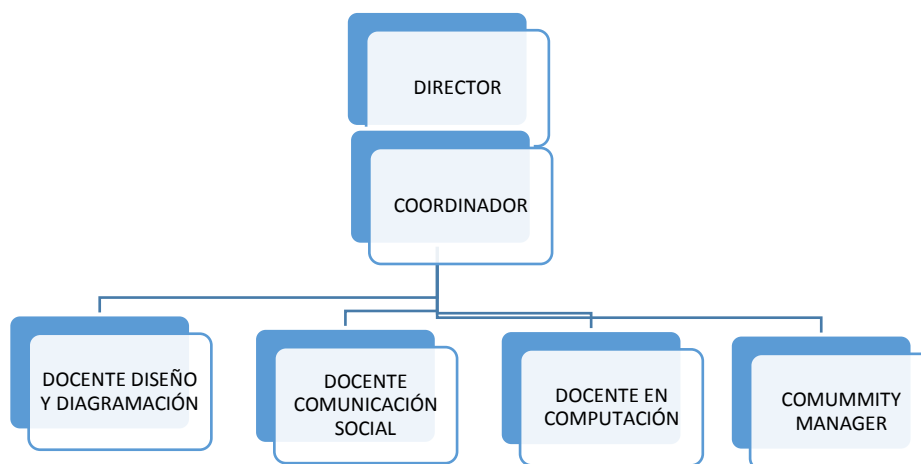 DIRECTOR
COORDINADOR
DOCENTE DISEÑO
Y DIAGRAMACIÓN
DOCENTE
COMUNICACIÓN
SOCIAL
DOCENTE EN
COMPUTACIÓN
COMUMMITY
MANAGER